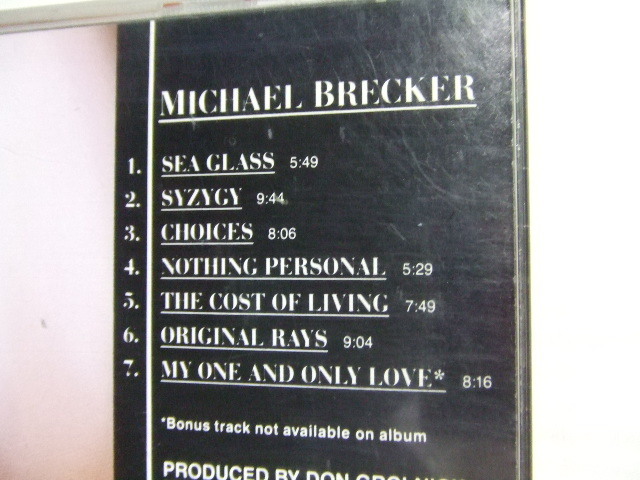 MICHAEL BRECKER
1. SEA GLASS 5:49
2. SYZYGY 9:44
3. CHOICES 8:06
4. NOTHING PERSONAL 5:29
5. THE COST OF LIVING 7:49
6. ORIGINAL RAYS 9:04
7. MY ONE AND ONLY LOVE* 8:16
*Bonus track not available on album
PRODUCED BY DON